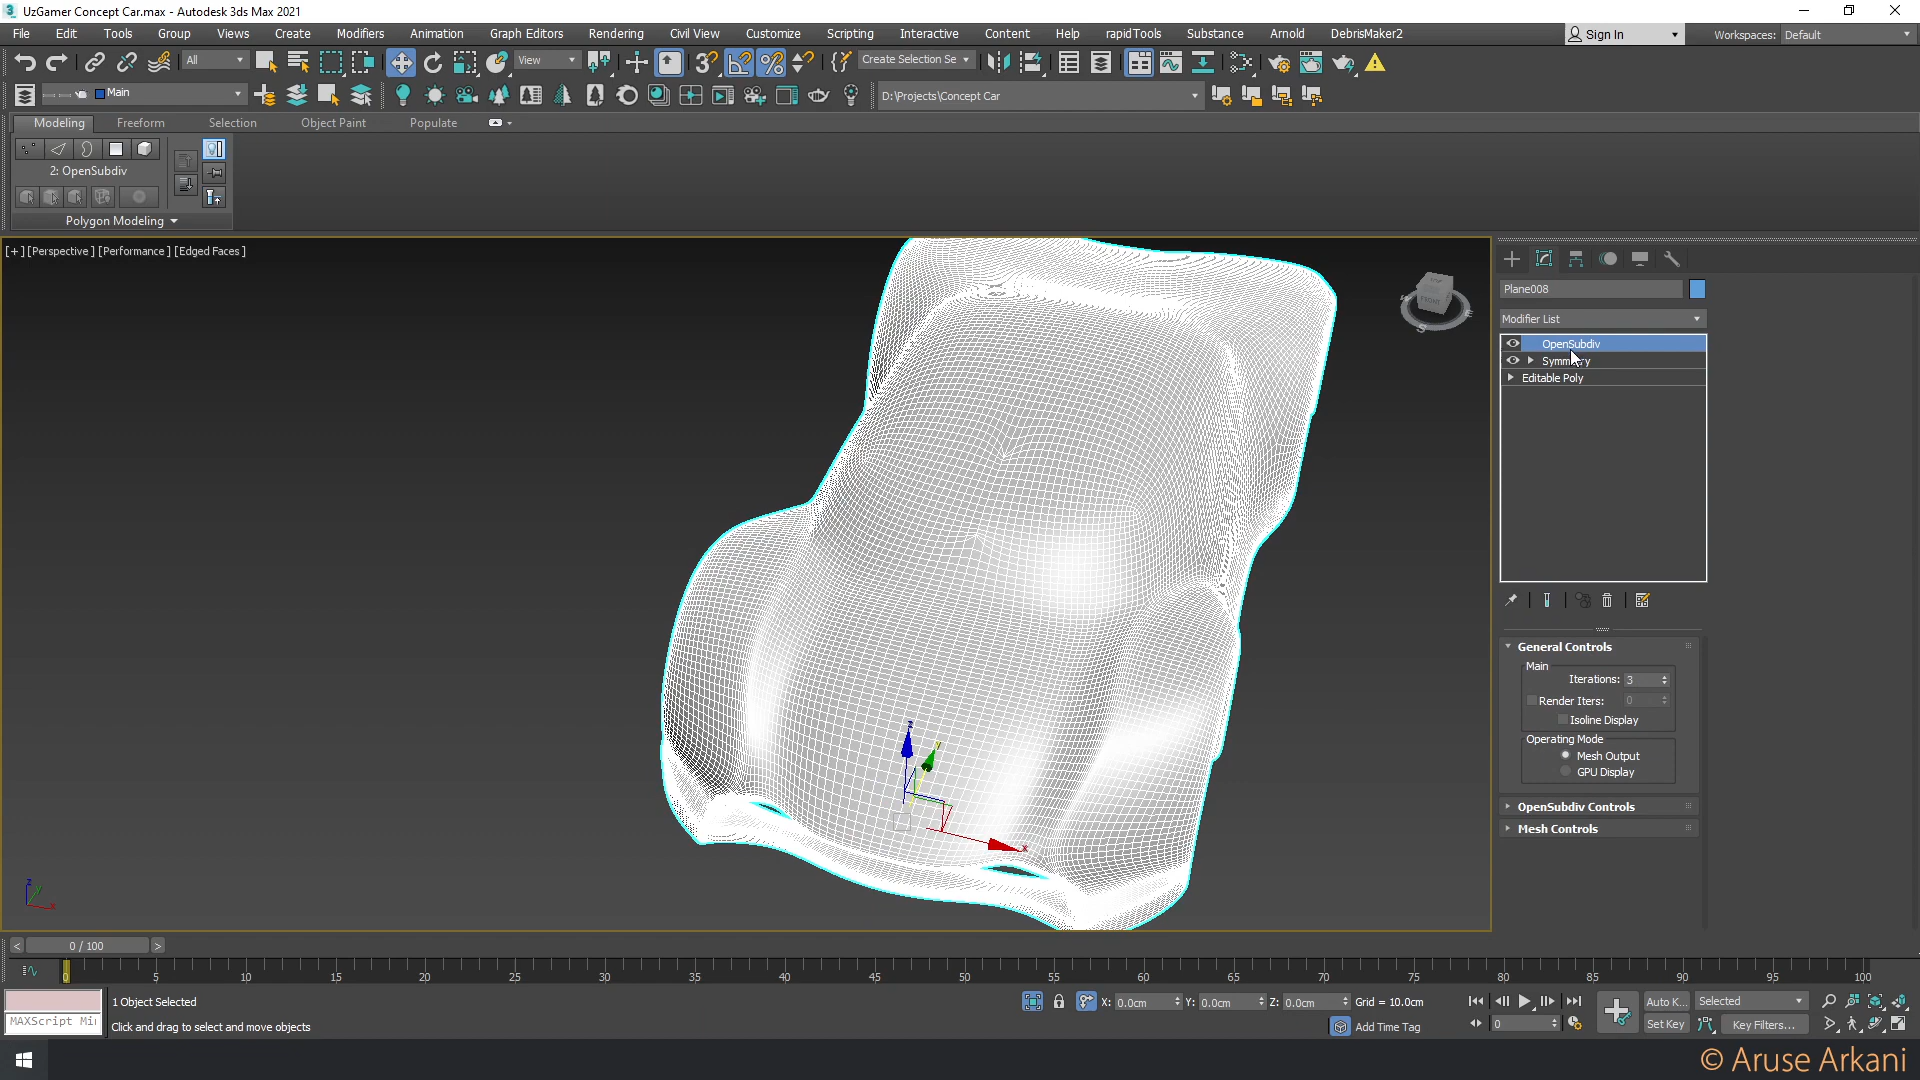 UzGamer Concept Car.max - Autodesk 3ds Max 2021
File Edit Tools Group Views Create Modifiers Animation Graph Editors Rendering Civil View Customize Scripting Interactive Content Help rapidTools Substance Arnold DebrisMaker2
Sign In
Workspaces: Default
All
View
Create Selection Se
Main
D:\Projects\Concept Car
Modeling Freeform Selection Object Paint Populate
2: OpenSubdiv
Polygon Modeling
[+] [Perspective] [Performance] [Edged Faces]
TOP
FRONT
S
E
Plane008
Modifier List
OpenSubdiv
Symmetry
Editable Poly
General Controls
Main
Iterations: 3
Render Iters: 0
Isoline Display
Operating Mode
Mesh Output
GPU Display
OpenSubdiv Controls
Mesh Controls
z
y
x
z
y
x
< 0 / 100 >
0 5 10 15 20 25 30 35 40 45 50 55 60 65 70 75 80 85 90 95 100
1 Object Selected
X: 0.0cm Y: 0.0cm Z: 0.0cm Grid = 10.0cm
Auto K... Selected
MAXScript Mi
Click and drag to select and move objects
Add Time Tag
0
Set Key Key Filters...
© Aruse Arkani